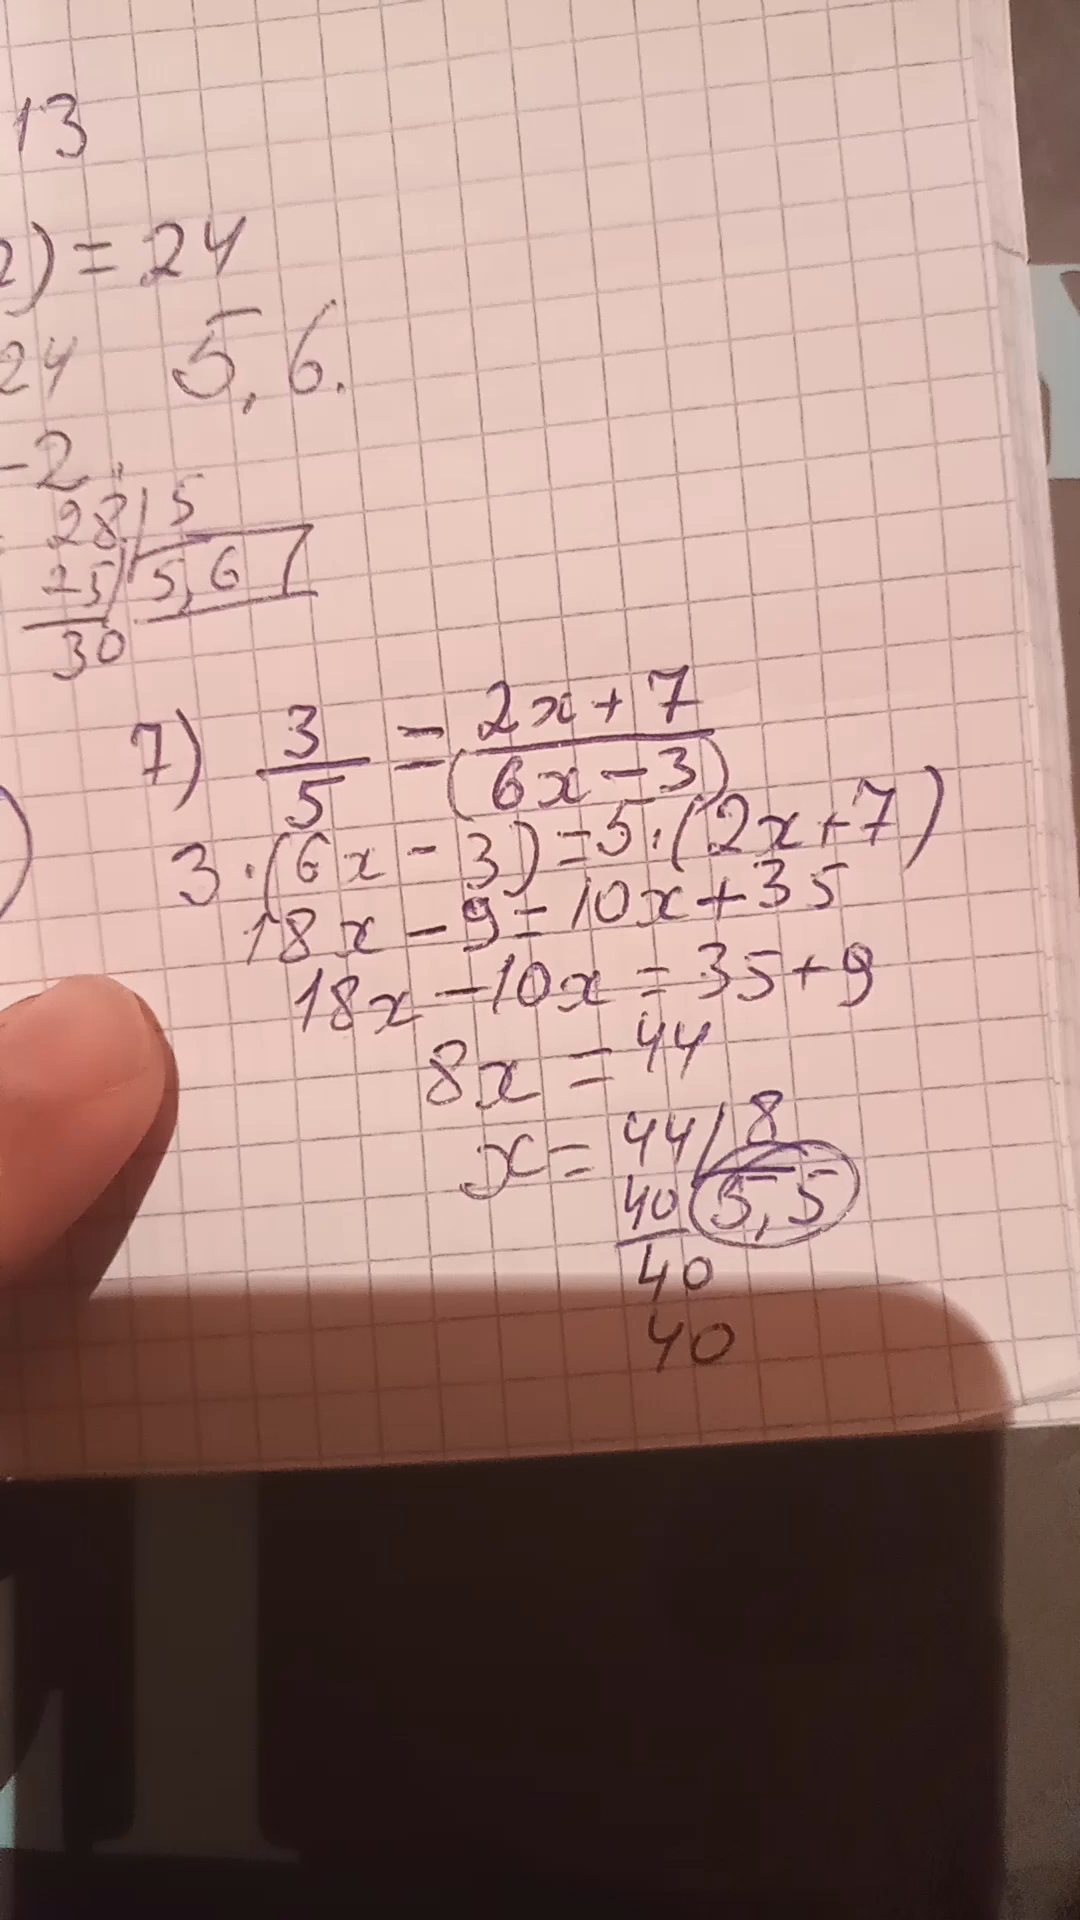 13
2) = 24
24 5,6.
-2
28 | 5
25 | 5,6
30
7) 3/5 = (2x + 7)/(6x - 3)
3 · (6x - 3) = 5 · (2x + 7)
18x - 9 = 10x + 35
18x - 10x = 35 + 9
8x = 44
x = 44 | 8
40 | 5,5
40
40